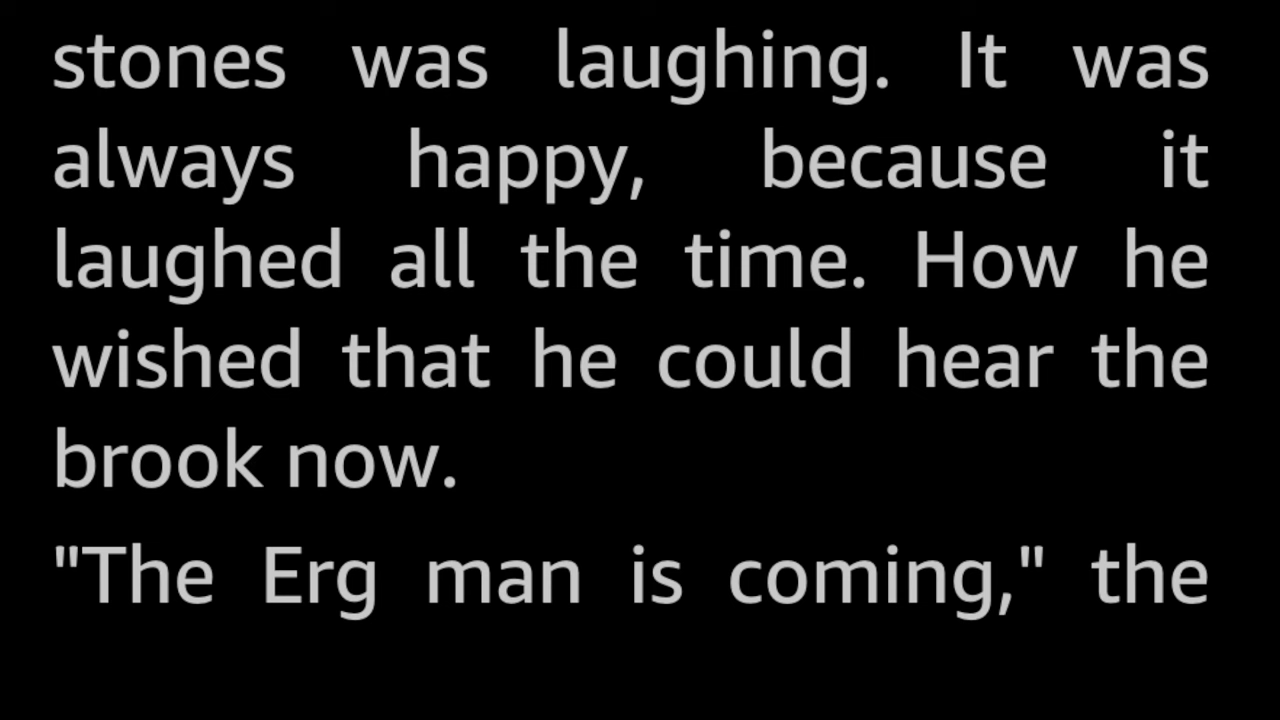 stones was laughing. It was
always happy, because it
laughed all the time. How he
wished that he could hear the
brook now.
"The Erg man is coming," the